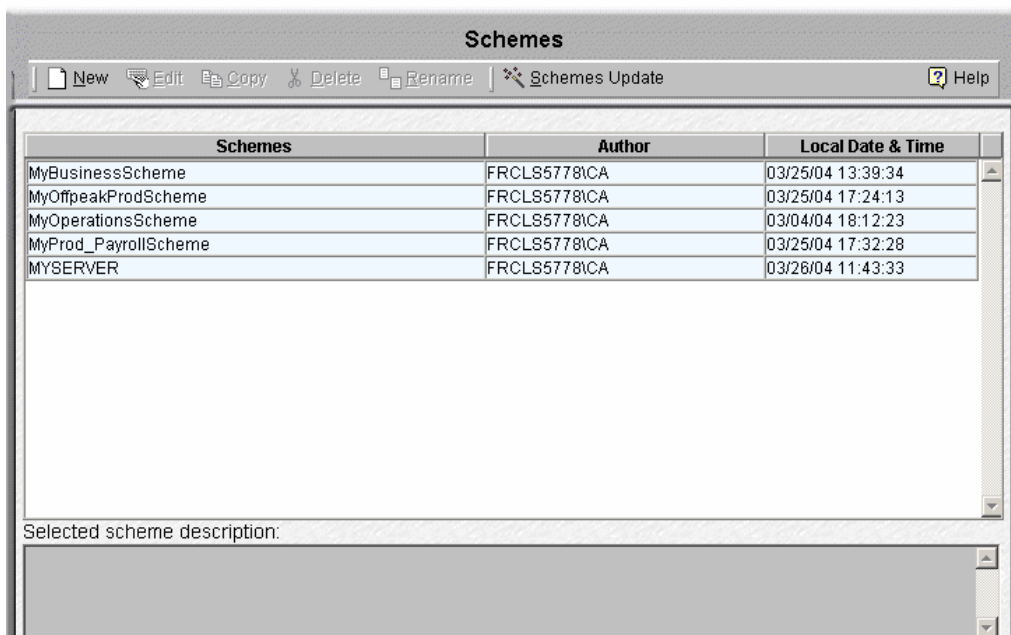 Schemes
New Edit Copy Delete Rename Schemes Update Help
Schemes Author Local Date & Time
MyBusinessScheme FRCLS5778\CA 03/25/04 13:39:34
MyOffpeakProdScheme FRCLS5778\CA 03/25/04 17:24:13
MyOperationsScheme FRCLS5778\CA 03/04/04 18:12:23
MyProd_PayrollScheme FRCLS5778\CA 03/25/04 17:32:28
MYSERVER FRCLS5778\CA 03/26/04 11:43:33
Selected scheme description: